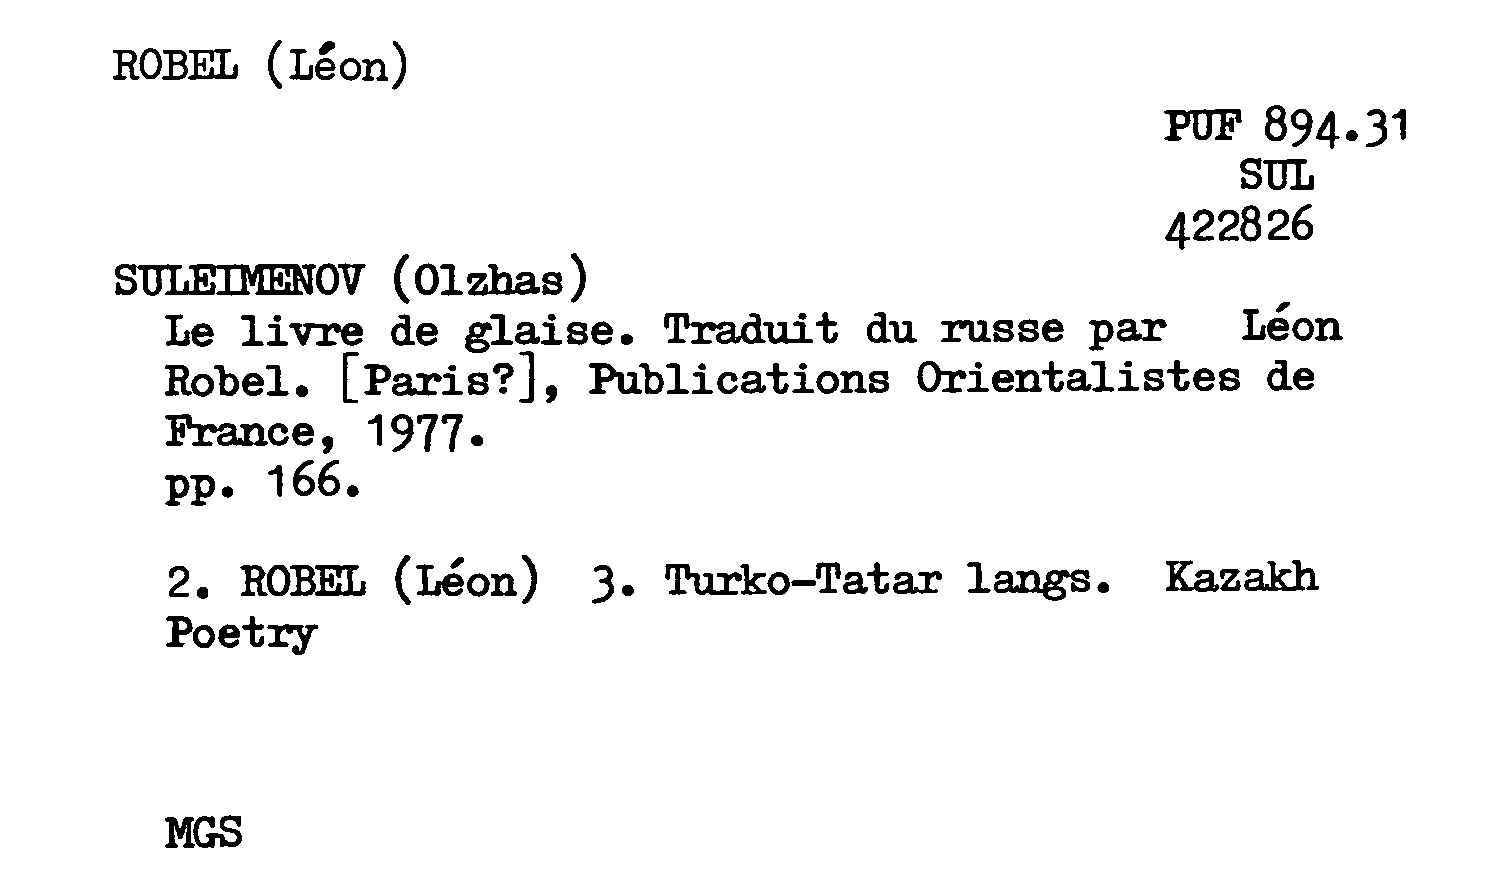 ROBEL (Léon)
PUF 894.31
SUL
422826
SULEIMENOV (Olzhas)
Le livre de glaise. Traduit du russe par Léon
Robel. [Paris?], Publications Orientalistes de
France, 1977.
pp. 166.
2. ROBEL (Léon) 3. Turko-Tatar langs. Kazakh
Poetry
MGS